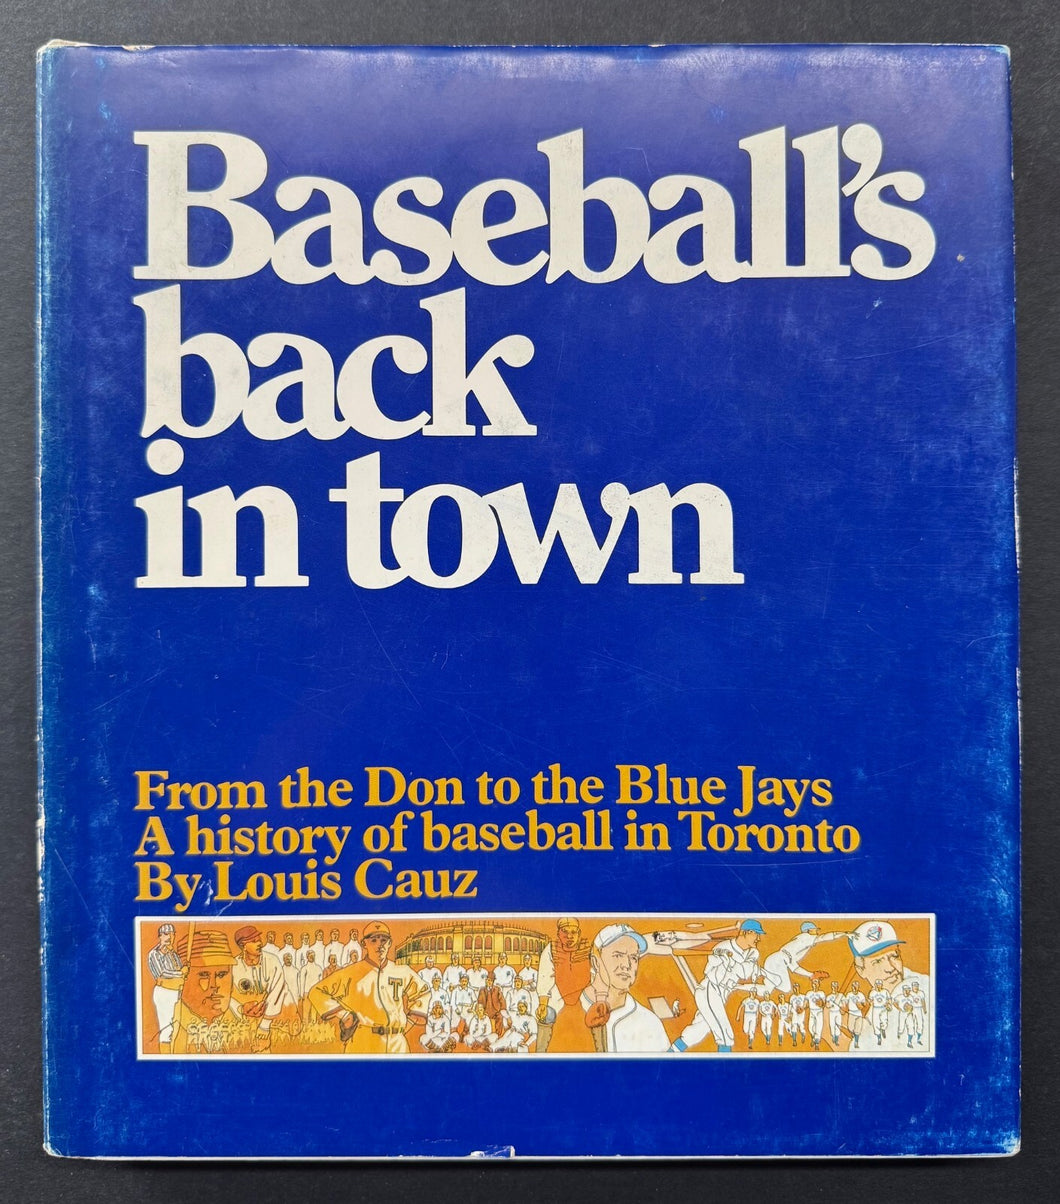 Baseball's
back
in town
From the Don to the Blue Jays
A history of baseball in Toronto
By Louis Cauz
T